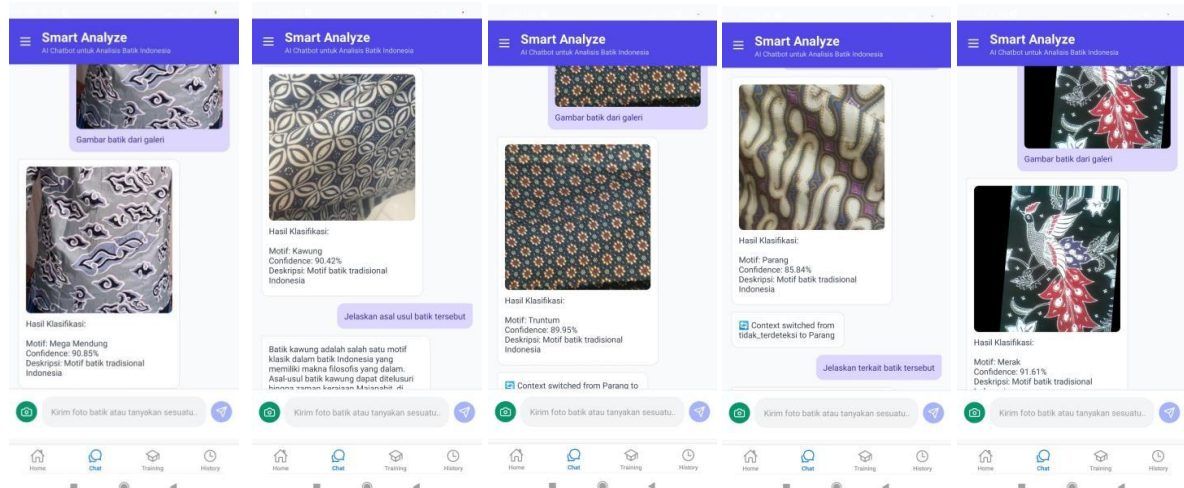 Smart Analyze
AI Chatbot untuk Analisis Batik Indonesia
Gambar batik dari galeri
Hasil Klasifikasi:
Motif: Mega Mendung
Confidence: 90.85%
Deskripsi: Motif batik tradisional
Indonesia
Kirim foto batik atau tanyakan sesuatu..
Home
Chat
Training
History
Smart Analyze
AI Chatbot untuk Analisis Batik Indonesia
Hasil Klasifikasi:
Motif: Kawung
Confidence: 90.42%
Deskripsi: Motif batik tradisional
Indonesia
Jelaskan asal usul batik tersebut
Batik kawung adalah salah satu motif
klasik dalam batik Indonesia yang
memiliki makna filosofis yang dalam.
Asal-usul batik kawung dapat ditelusuri
hingga zaman kerajaan Majapahit, di
Kirim foto batik atau tanyakan sesuatu..
Home
Chat
Training
History
Smart Analyze
AI Chatbot untuk Analisis Batik Indonesia
Gambar batik dari galeri
Hasil Klasifikasi:
Motif: Truntum
Confidence: 89.95%
Deskripsi: Motif batik tradisional
Indonesia
Context switched from Parang to
Kirim foto batik atau tanyakan sesuatu..
Home
Chat
Training
History
Smart Analyze
AI Chatbot untuk Analisis Batik Indonesia
Hasil Klasifikasi:
Motif: Parang
Confidence: 85.84%
Deskripsi: Motif batik tradisional
Indonesia
Context switched from
tidak_terdeteksi to Parang
Jelaskan terkait batik tersebut
Kirim foto batik atau tanyakan sesuatu..
Home
Chat
Training
History
Smart Analyze
AI Chatbot untuk Analisis Batik Indonesia
Gambar batik dari galeri
Hasil Klasifikasi:
Motif: Merak
Confidence: 91.61%
Deskripsi: Motif batik tradisional
Kirim foto batik atau tanyakan sesuatu..
Home
Chat
Training
History